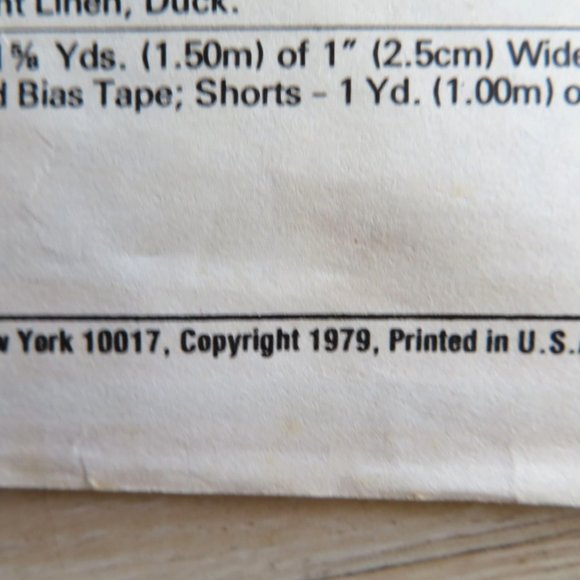 Linen, Duck.
1⅝ Yds. (1.50m) of 1″ (2.5cm) Wide
Bias Tape; Shorts – 1 Yd. (1.00m) o
York 10017, Copyright 1979, Printed in U.S.A